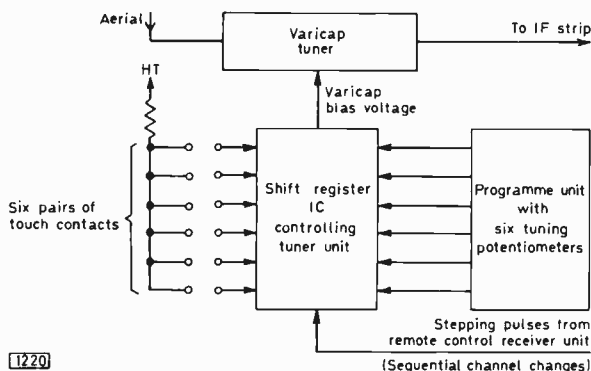 Aerial
Varicap
tuner
To IF strip
HT
Varicap
bias voltage
Six pairs of
touch contacts
Shift register
IC
controlling
tuner unit
Programme unit
with
six tuning
potentiometers
Stepping pulses from
remote control receiver unit
(Sequential channel changes)
1220